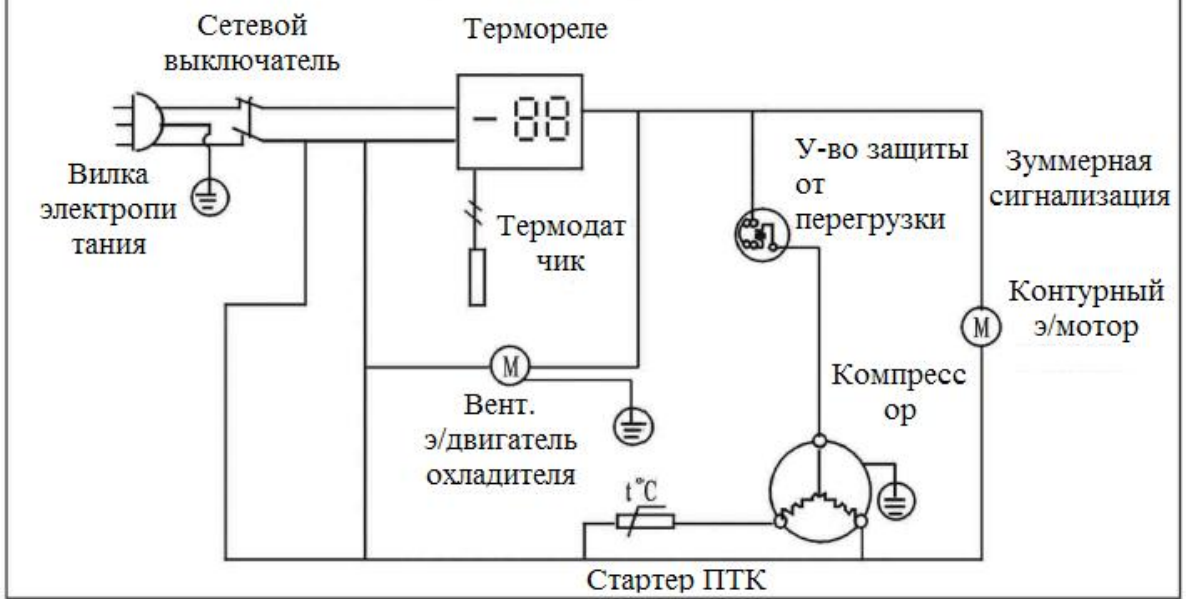 Сетевой
выключатель
Термореле
- 88
Вилка
электропи
тания
Термодат
чик
У-во защиты
от
перегрузки
Зуммерная
сигнализация
Контурный
э/мотор
M
M
Вент.
э/двигатель
охладителя
Компресс
ор
t°C
Стартер ПТК